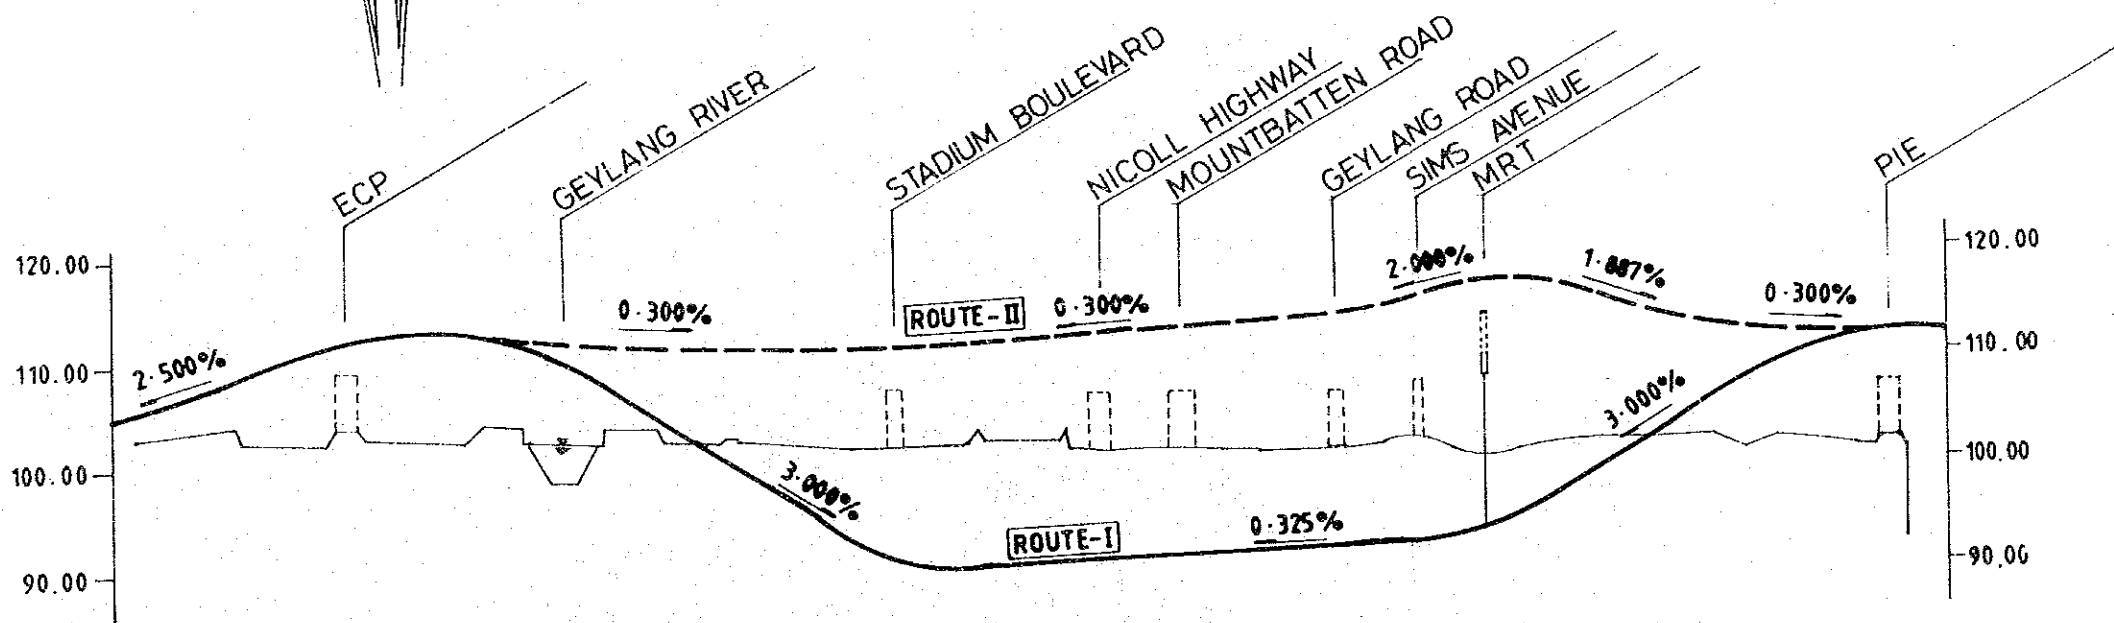 ECP
GEYLANG RIVER
STADIUM BOULEVARD
NICOLL HIGHWAY
MOUNTBATTEN ROAD
GEYLANG ROAD
SIMS AVENUE
MRT
PIE
120.00
120.00
2.000%
1.887%
0.300%
0.300%
ROUTE-II
0.300%
2.500%
110.00
110.00
3.000%
100.00
100.00
3.000%
ROUTE-I
0.325%
90.00
90.00